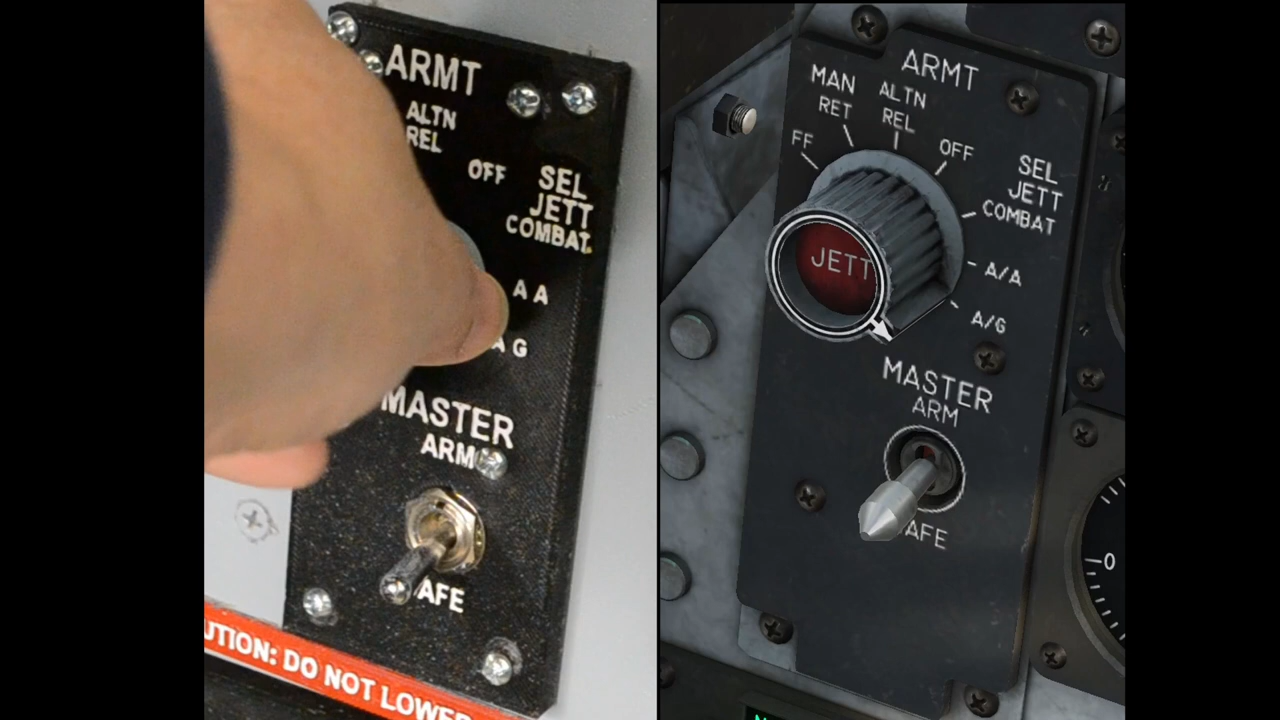 ARMT
ALTN
REL
OFF
SEL
JETT
COMBAT
A A
A G
MASTER
ARM
AFE
UTION: DO NOT LOWER
ARMT
MAN
RET
ALTN
REL
FF
OFF
SEL
JETT
COMBAT
JETT
A/A
A/G
MASTER
ARM
AFE
0